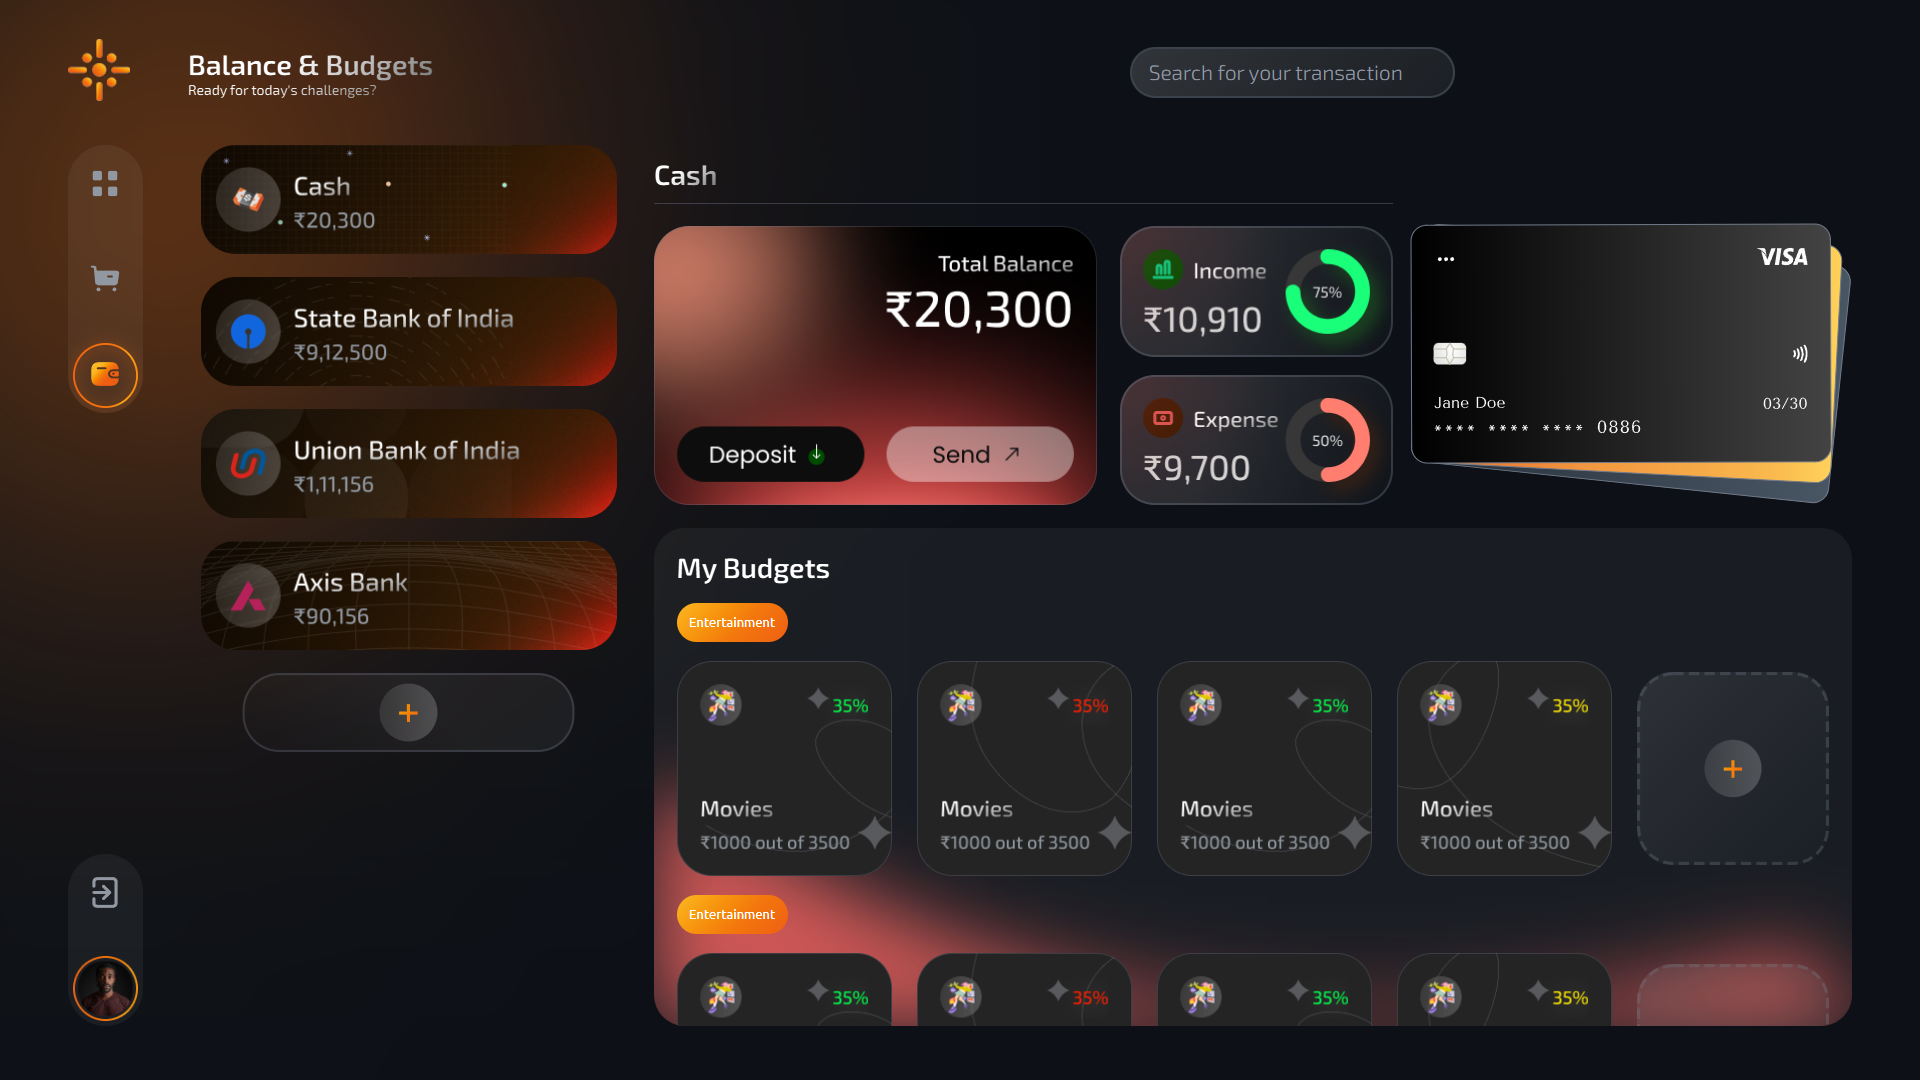 Balance & Budgets
Ready for today's challenges?
Search for your transaction
Cash
₹20,300
State Bank of India
₹9,12,500
Union Bank of India
₹1,11,156
Axis Bank
₹90,156
Cash
Total Balance
₹20,300
Deposit
Send
Income
₹10,910
75%
Expense
₹9,700
50%
VISA
Jane Doe
03/30
**** **** **** 0886
My Budgets
Entertainment
35%
Movies
₹1000 out of 3500
35%
Movies
₹1000 out of 3500
35%
Movies
₹1000 out of 3500
35%
Movies
₹1000 out of 3500
Entertainment
35%
35%
35%
35%